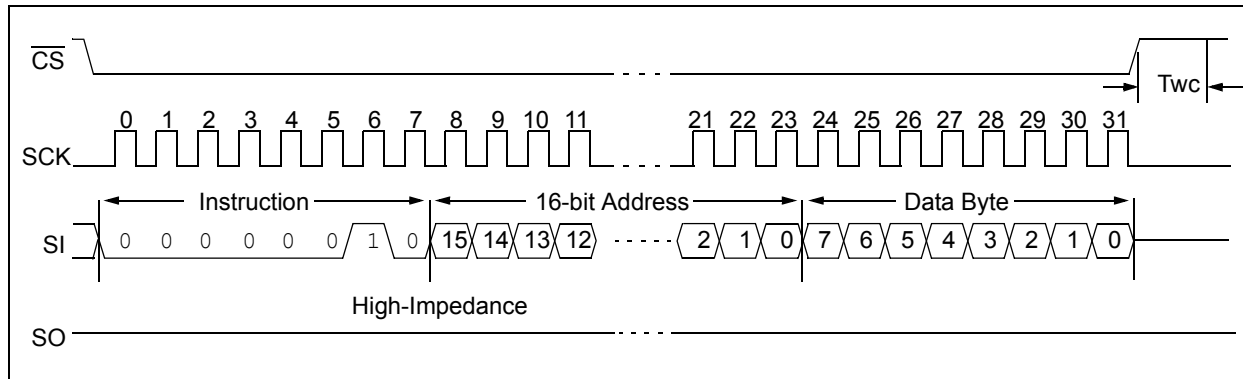 CS
Twc
0 1 2 3 4 5 6 7 8 9 10 11 21 22 23 24 25 26 27 28 29 30 31
SCK
Instruction 16-bit Address Data Byte
SI 0 0 0 0 0 0 1 0 15 14 13 12 2 1 0 7 6 5 4 3 2 1 0
High-Impedance
SO